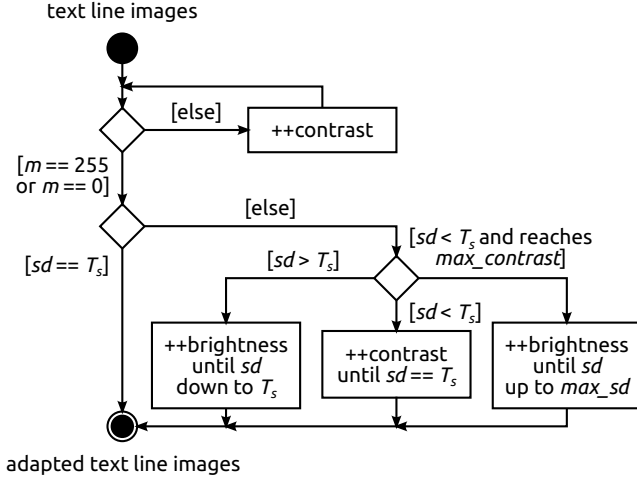 text line images
[else]
++contrast
[m == 255
or m == 0]
[else]
[sd < Tₛ and reaches
max_contrast]
[sd == Tₛ]
[sd > Tₛ]
[sd < Tₛ]
++brightness
until sd
down to Tₛ
++contrast
until sd == Tₛ
++brightness
until sd
up to max_sd
adapted text line images